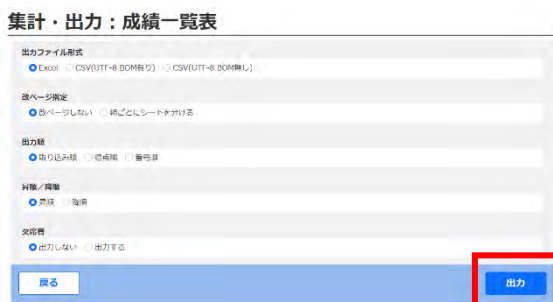 集計・出力：成績一覧表
出力ファイル形式
Excel CSV(UTF-8 BOM有り) CSV(UTF-8 BOM無し)
改ページ指定
改ページしない 組ごとにシートを分ける
出力順
取り込み順 得点順 番号順
昇順／降順
昇順 降順
欠席者
出力しない 出力する
戻る 出力